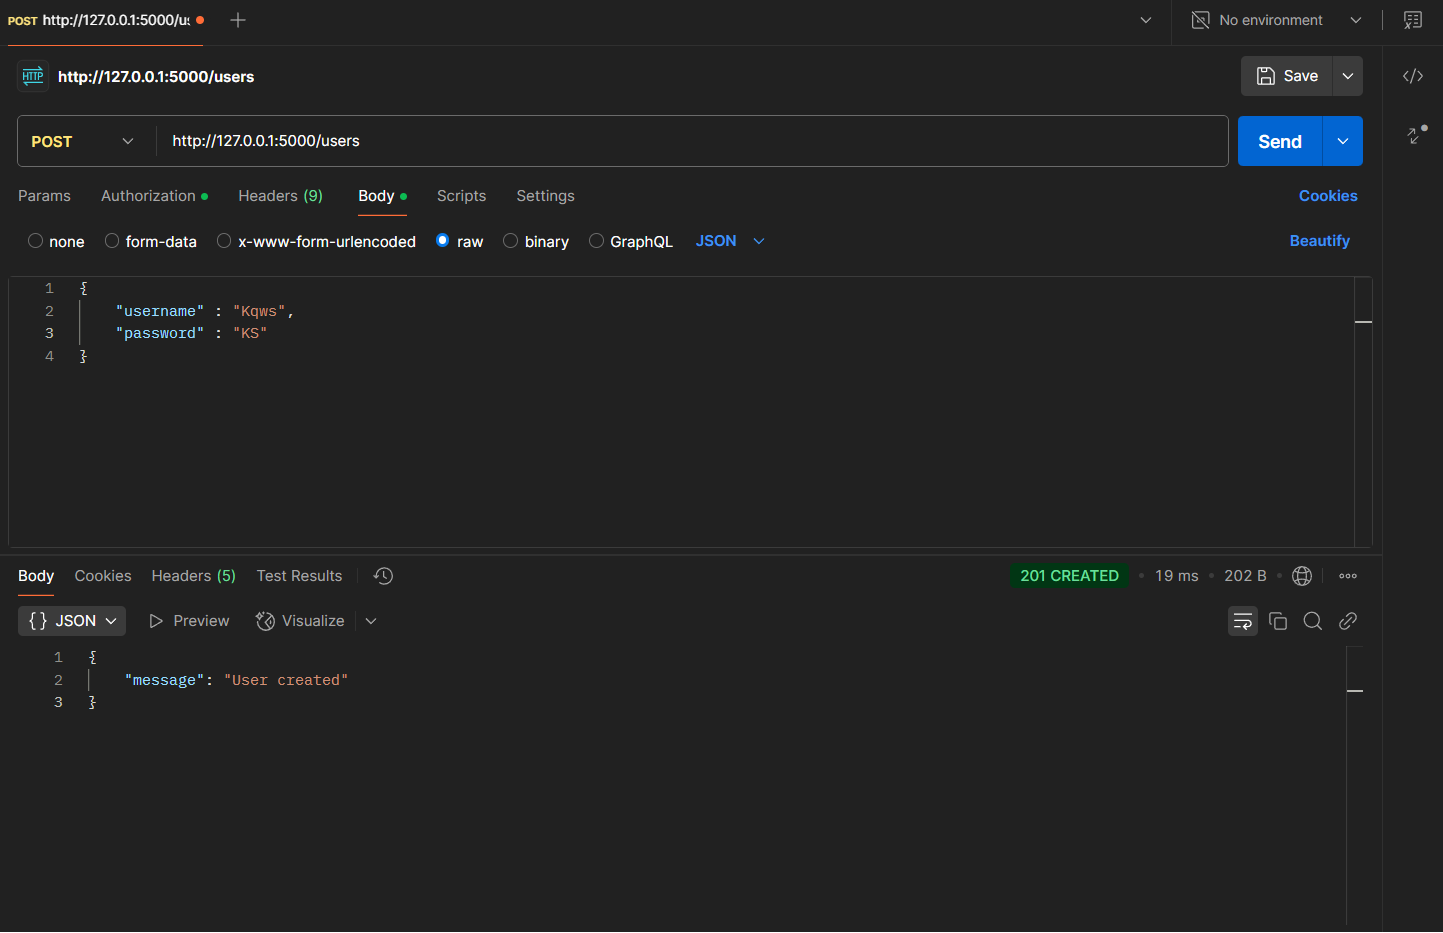 POST http://127.0.0.1:5000/us
No environment
HTTP http://127.0.0.1:5000/users
Save
POST http://127.0.0.1:5000/users
Send
Params Authorization Headers (9) Body Scripts Settings Cookies
none form-data x-www-form-urlencoded raw binary GraphQL JSON Beautify
1 {
2 "username" : "Kqws",
3 "password" : "KS"
4 }
Body Cookies Headers (5) Test Results 201 CREATED • 19 ms • 202 B •
{} JSON Preview Visualize
1 {
2 "message": "User created"
3 }